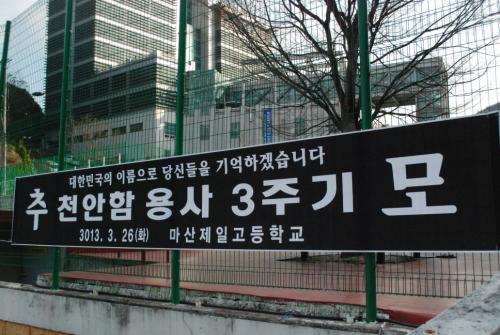 대한민국의 이름으로 당신들을 기억하겠습니다
추 천안함 용사 3주기 모
3013. 3. 26(화) 마산제일고등학교